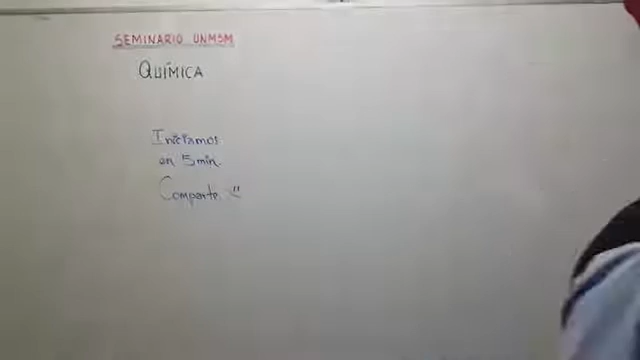 SEMINARIO UNMSM
QUÍMICA
Iniciamos
en 5 min
Comparte